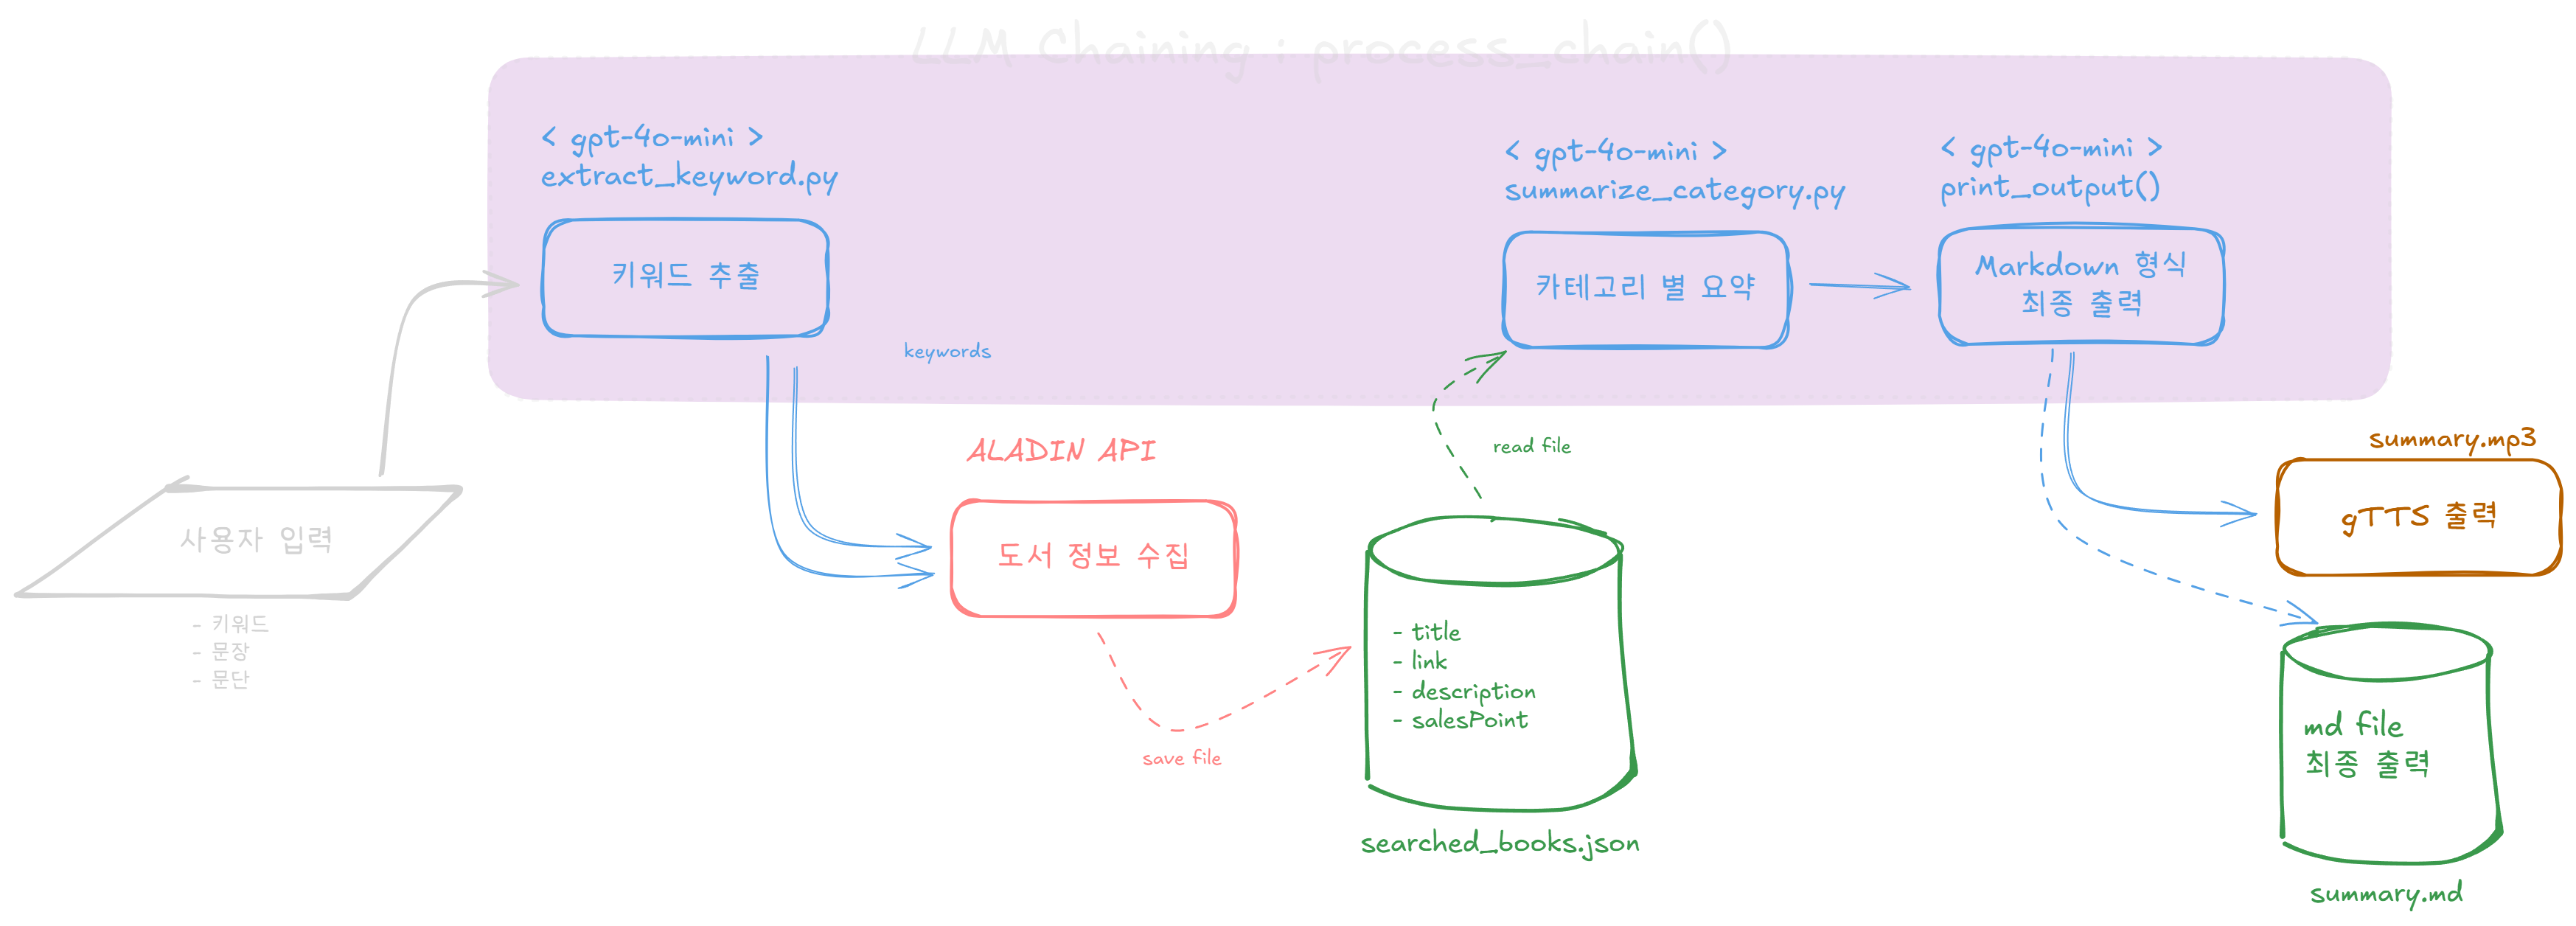 LLM Chaining : process_chain()
< gpt-4o-mini >
extract_keyword.py
키워드 추출
keywords
< gpt-4o-mini >
summarize_category.py
카테고리 별 요약
< gpt-4o-mini >
print_output()
Markdown 형식
최종 출력
사용자 입력
- 키워드
- 문장
- 문단
ALADIN API
도서 정보 수집
save file
read file
- title
- link
- description
- salesPoint
searched_books.json
summary.mp3
gTTS 출력
md file
최종 출력
summary.md